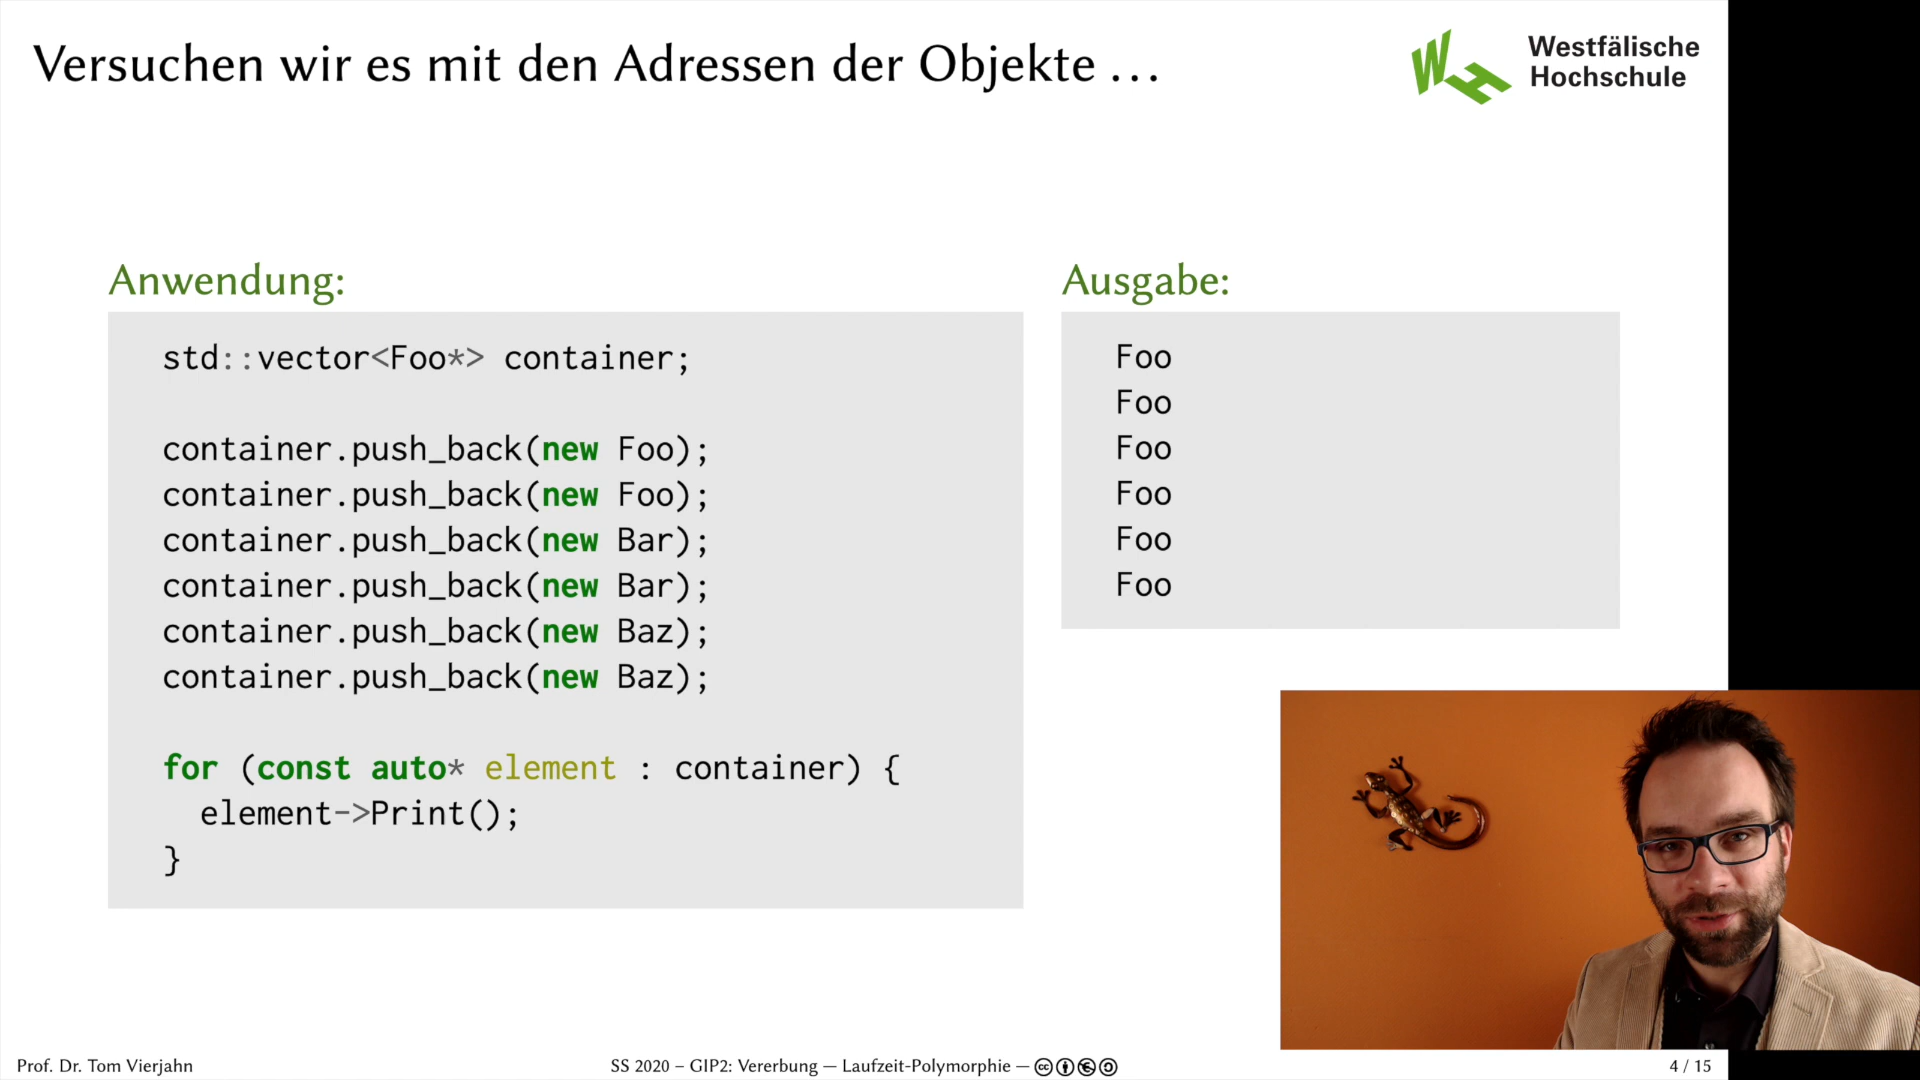 Versuchen wir es mit den Adressen der Objekte ...
Westfälische
Hochschule
Anwendung:
std::vector<Foo*> container;
container.push_back(new Foo);
container.push_back(new Foo);
container.push_back(new Bar);
container.push_back(new Bar);
container.push_back(new Baz);
container.push_back(new Baz);
for (const auto* element : container) {
  element->Print();
}
Ausgabe:
Foo
Foo
Foo
Foo
Foo
Foo
Prof. Dr. Tom Vierjahn
SS 2020 – GIP2: Vererbung — Laufzeit-Polymorphie —
4 / 15